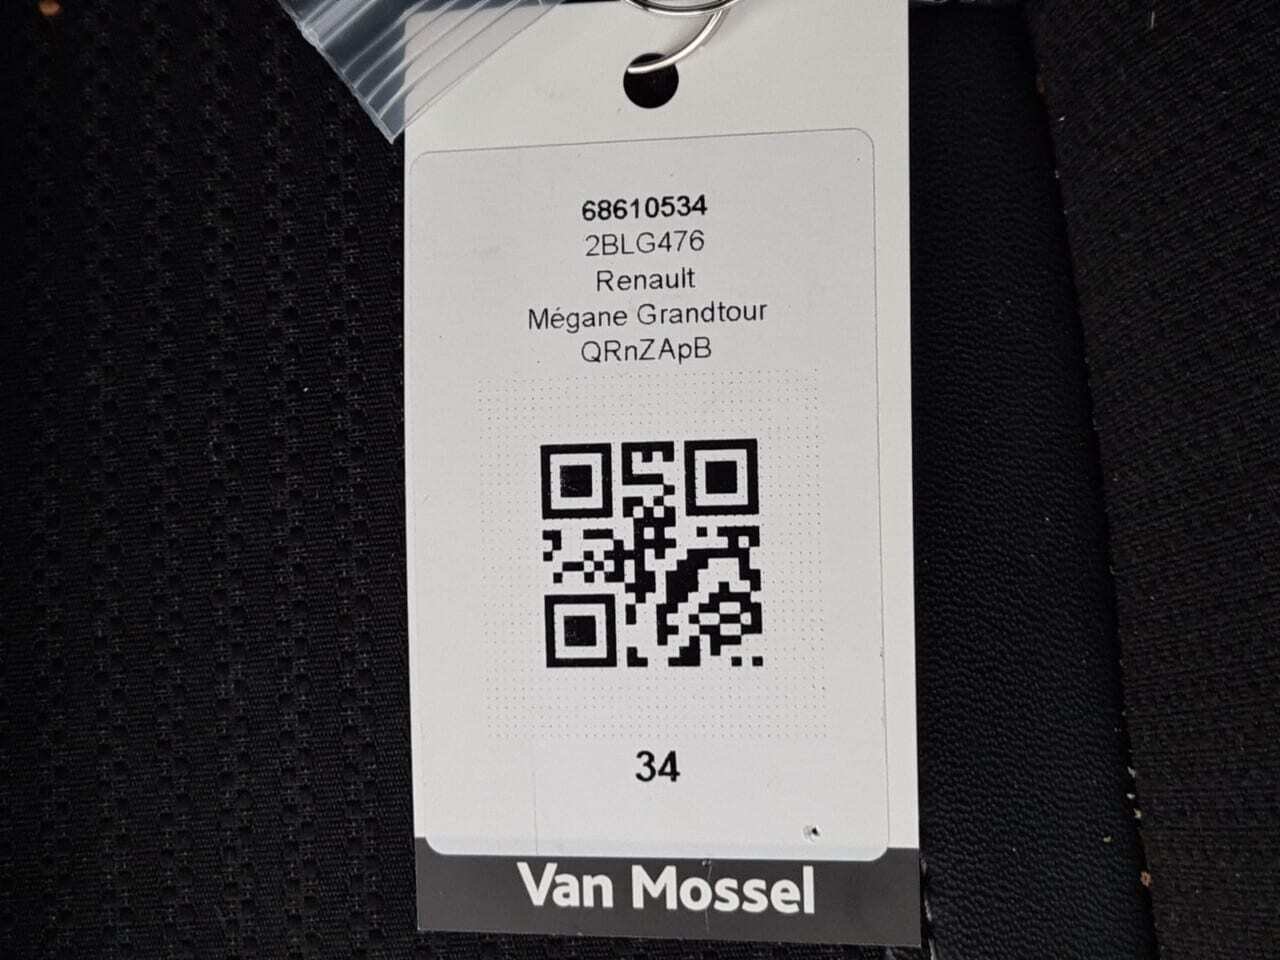 68610534
2BLG476
Renault
Mégane Grandtour
QRnZApB
34
Van Mossel